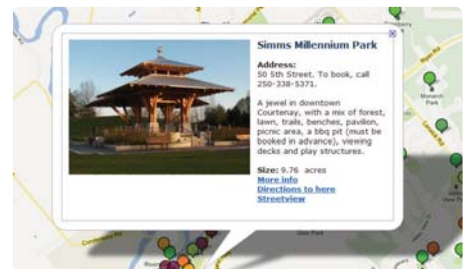 Simms Millennium Park
Address:
50 5th Street. To book, call
250-338-5371.
A jewel in downtown
Courtenay, with a mix of forest,
lawn, trails, benches, pavilion,
picnic area, a bbq pit (must be
booked in advance), viewing
decks and play structures.
Size: 9.76 acres
More info
Directions to here
Streetview
Monarch
Park